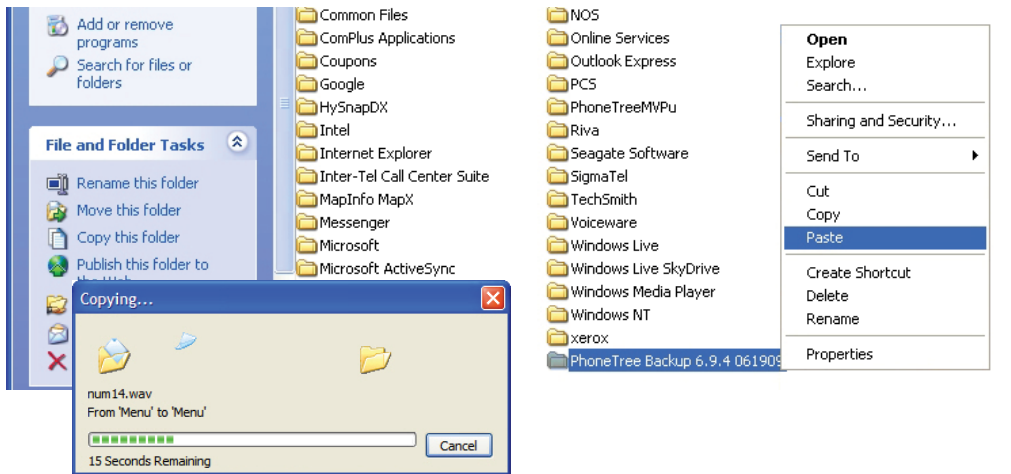 Add or remove
programs
Search for files or
folders
File and Folder Tasks
Rename this folder
Move this folder
Copy this folder
Publish this folder to
the Web
Common Files
ComPlus Applications
Coupons
Google
HySnapDX
Intel
Internet Explorer
Inter-Tel Call Center Suite
MapInfo MapX
Messenger
Microsoft
Microsoft ActiveSync
NOS
Online Services
Outlook Express
PCS
PhoneTreeMVPu
Riva
Seagate Software
SigmaTel
TechSmith
Voiceware
Windows Live
Windows Live SkyDrive
Windows Media Player
Windows NT
xerox
PhoneTree Backup 6.9.4 061909
Open
Explore
Search...
Sharing and Security...
Send To
Cut
Copy
Paste
Create Shortcut
Delete
Rename
Properties
Copying...
num14.wav
From 'Menu' to 'Menu'
Cancel
15 Seconds Remaining